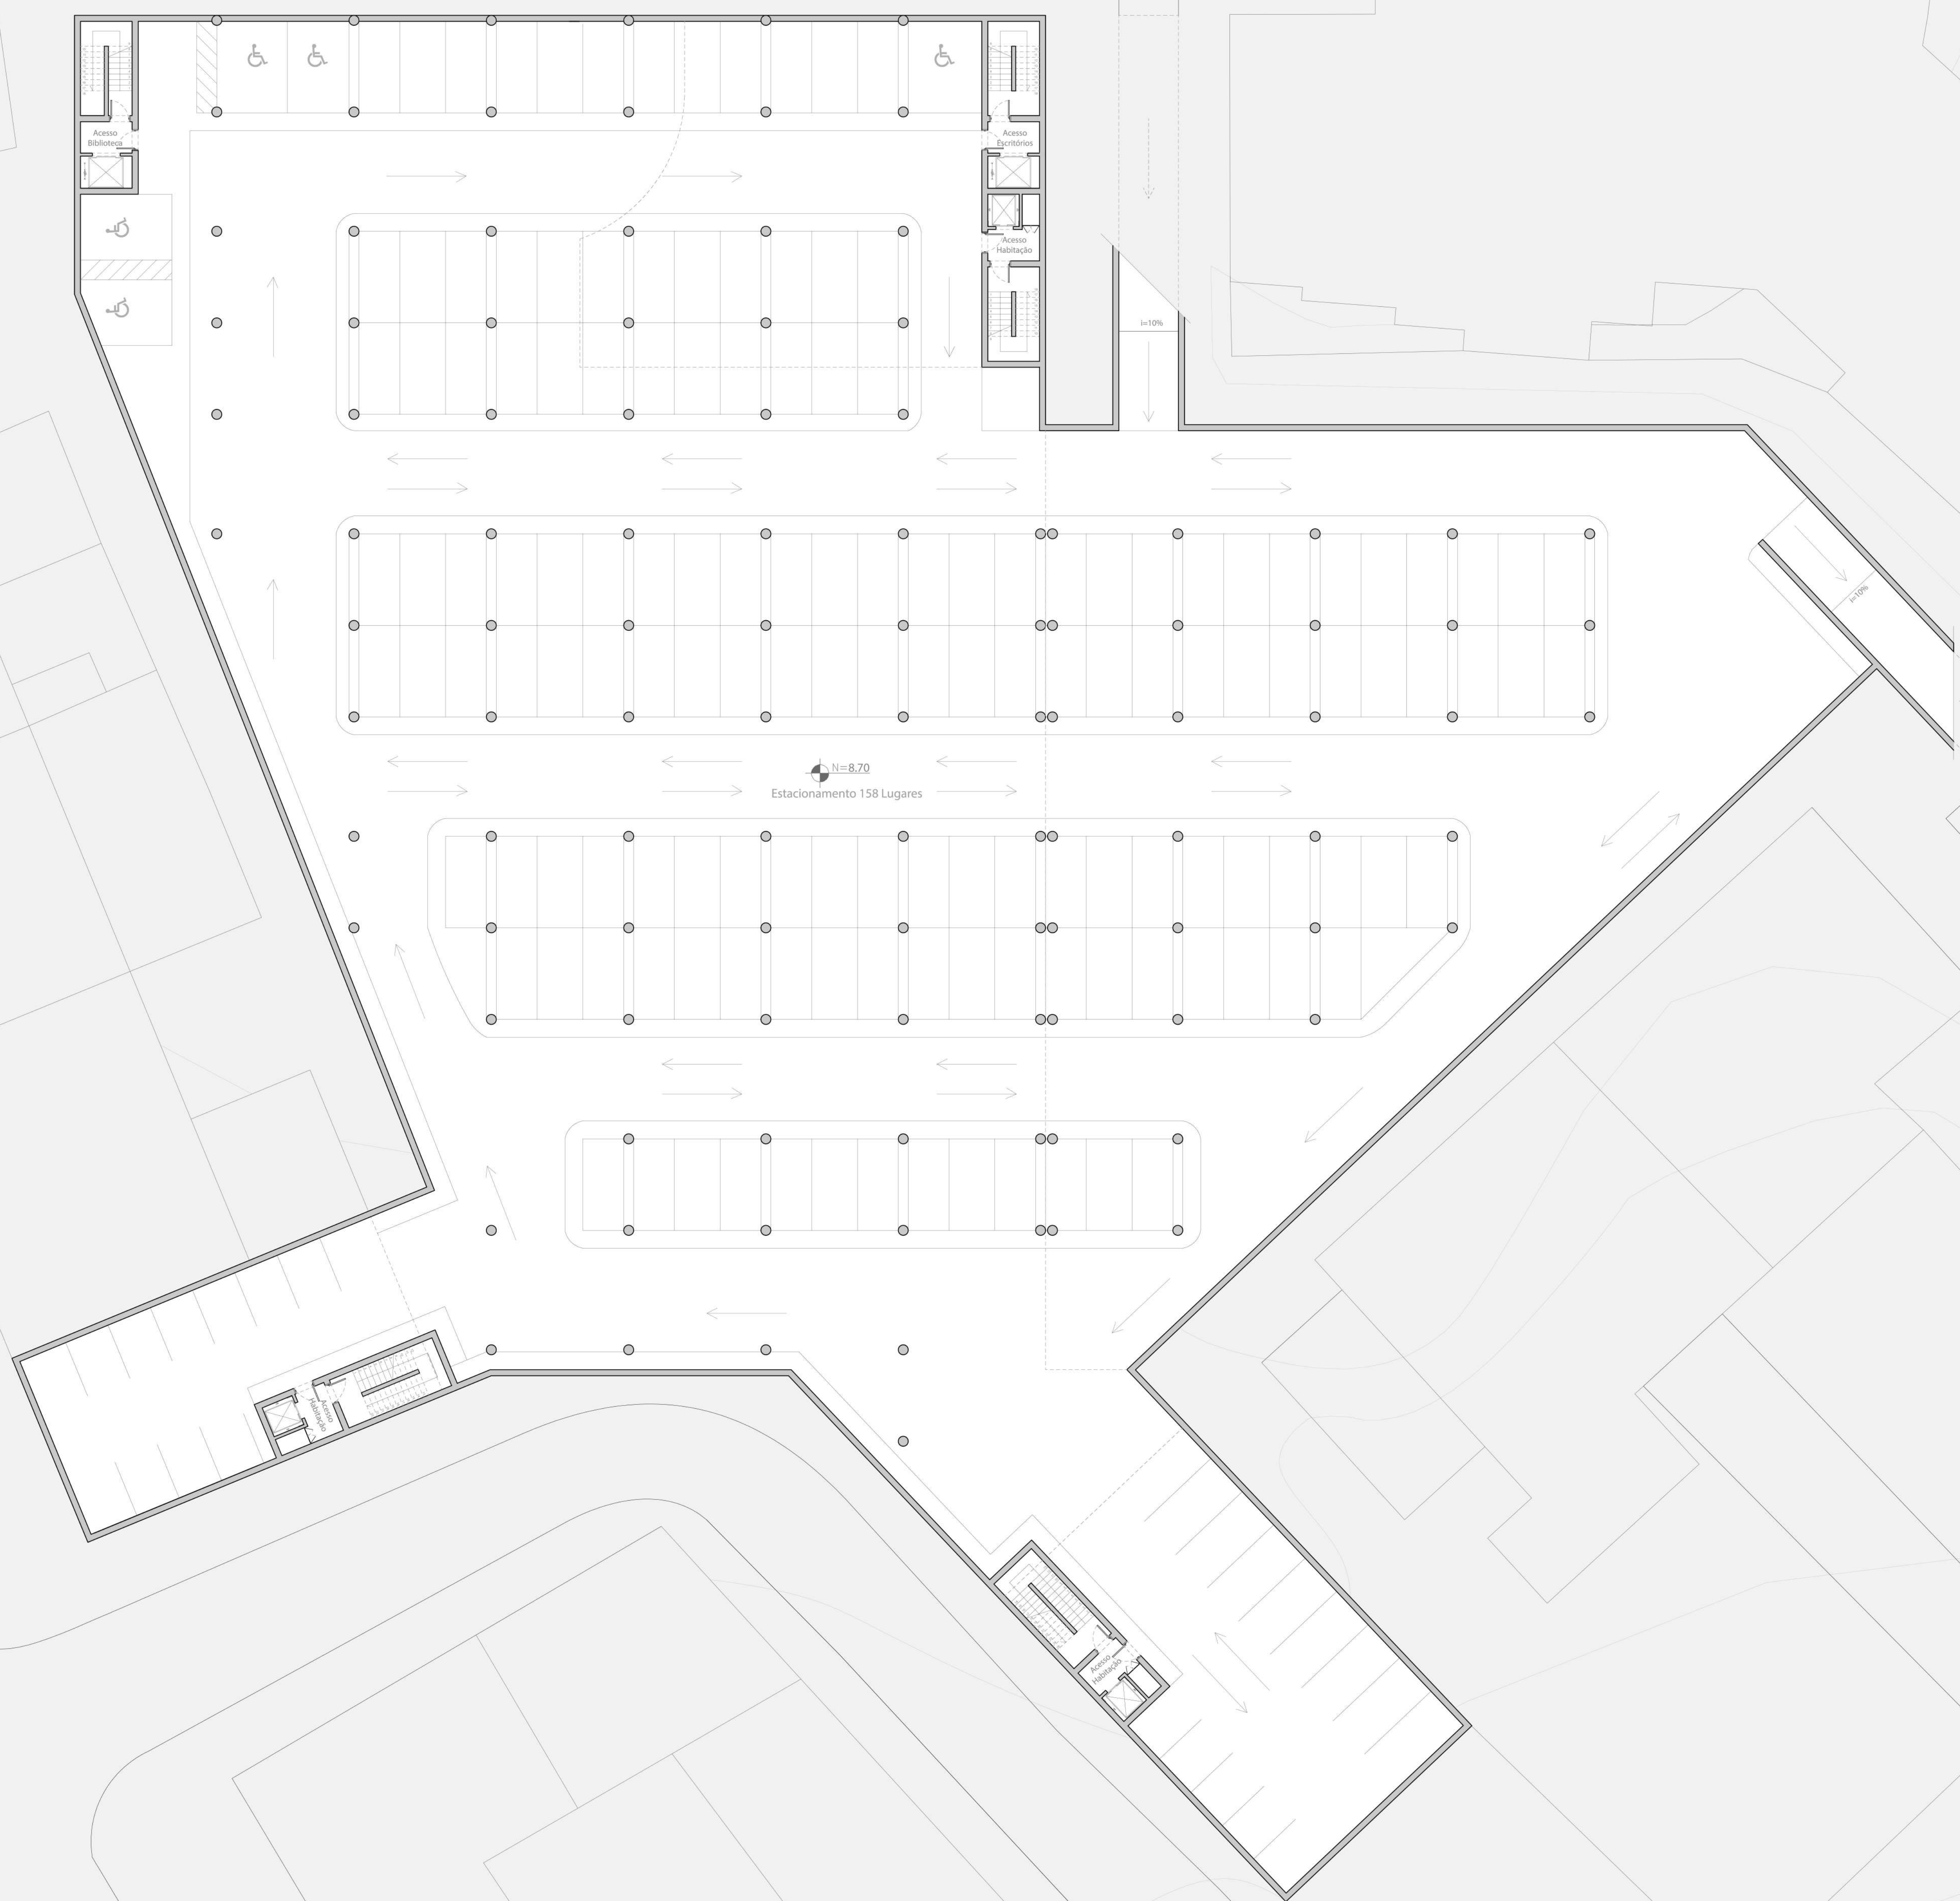 Acesso
Biblioteca
Acesso
Escritórios
Acesso
Habitação
i=10%
i=10%
N=8.70
Estacionamento 158 Lugares
Acesso
Habitação
Acesso
Habitação